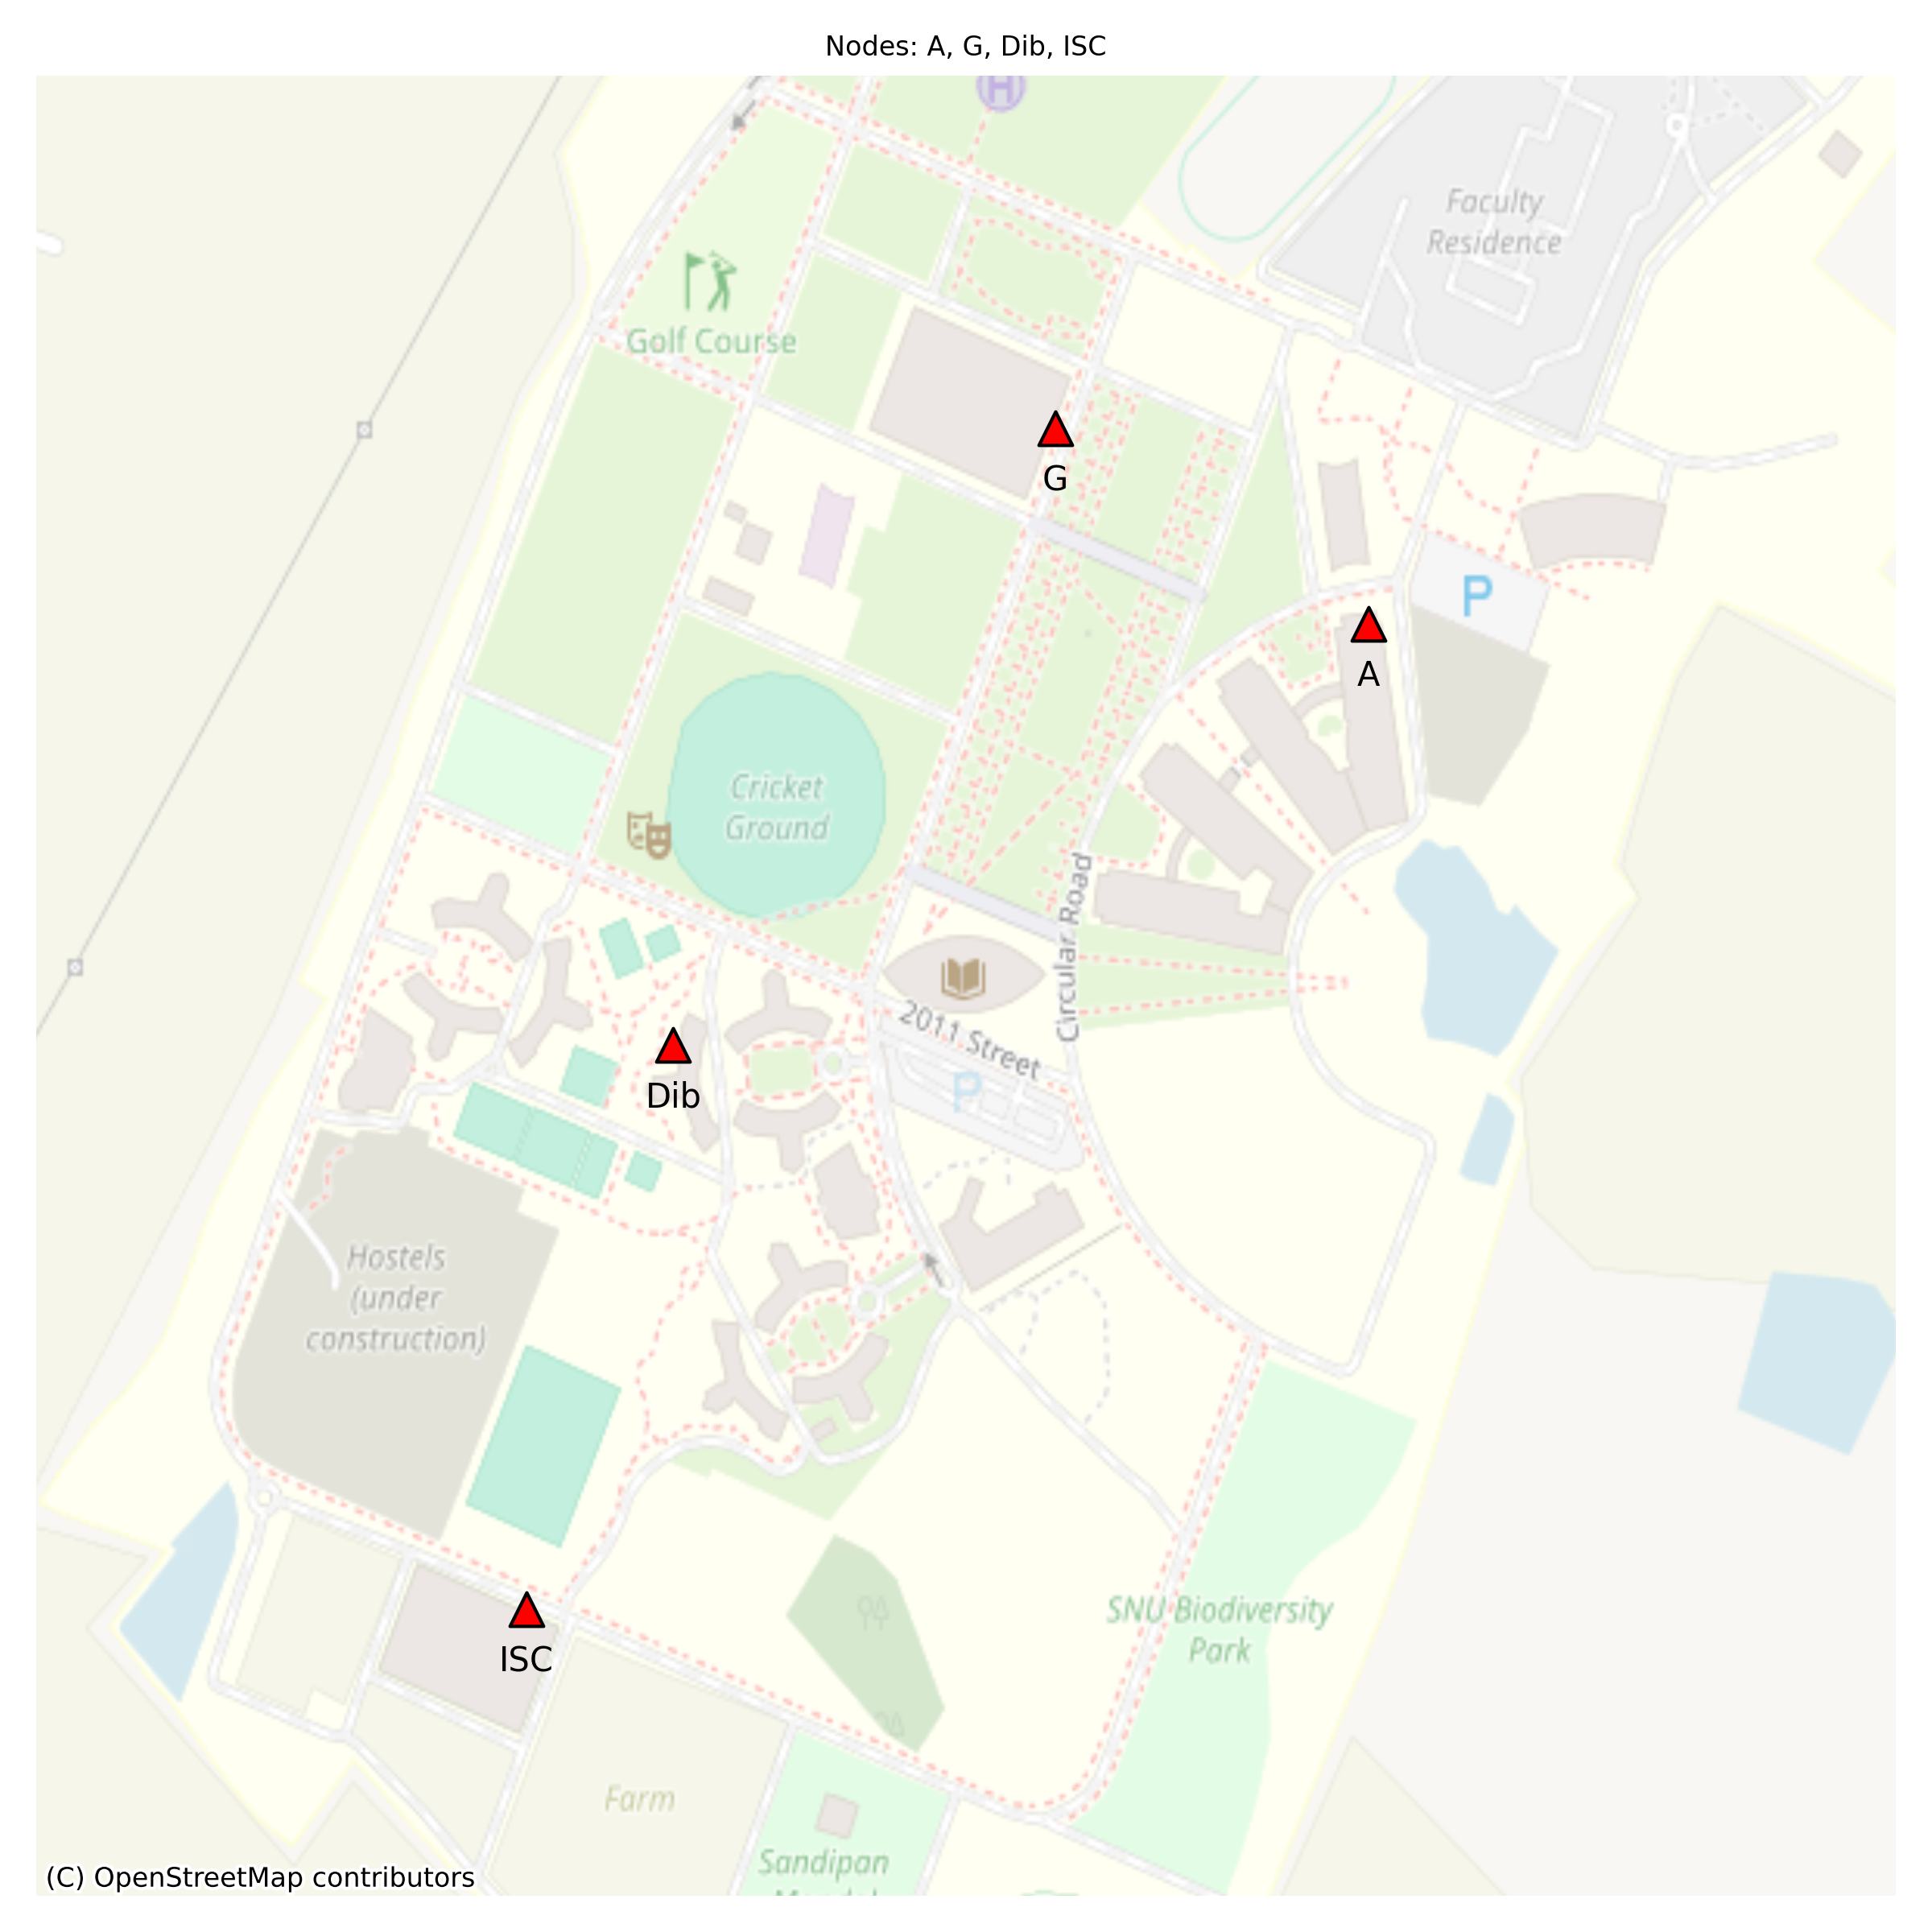 Nodes: A, G, Dib, ISC
H
Faculty
Residence
Golf Course
G
P
A
Cricket
Ground
Circular Road
2011 Street
P
Dib
Hostels
(under
construction)
ISC
SNU Biodiversity
Park
Farm
Sandipan
(C) OpenStreetMap contributors